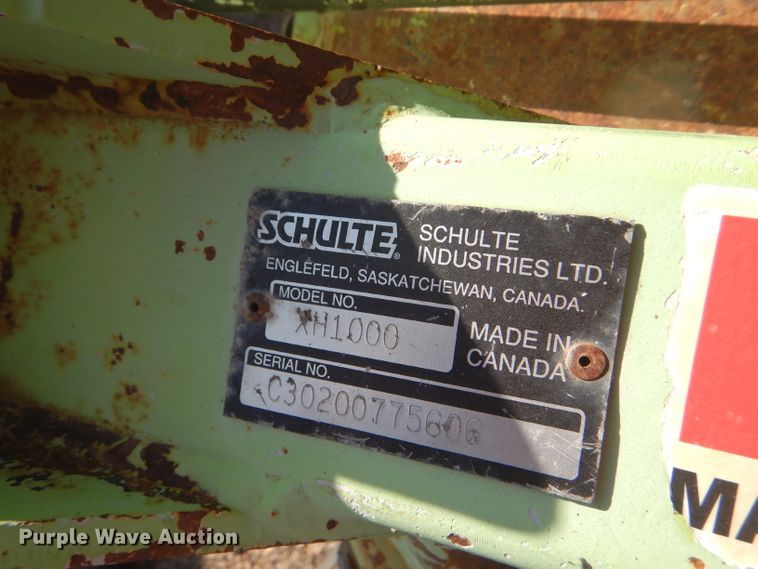 SCHULTE®
SCHULTE
INDUSTRIES LTD.
ENGLEFELD, SASKATCHEWAN, CANADA.
MODEL NO.
XH1000
MADE IN
CANADA
SERIAL NO.
C30200775606
MA
Purple Wave Auction